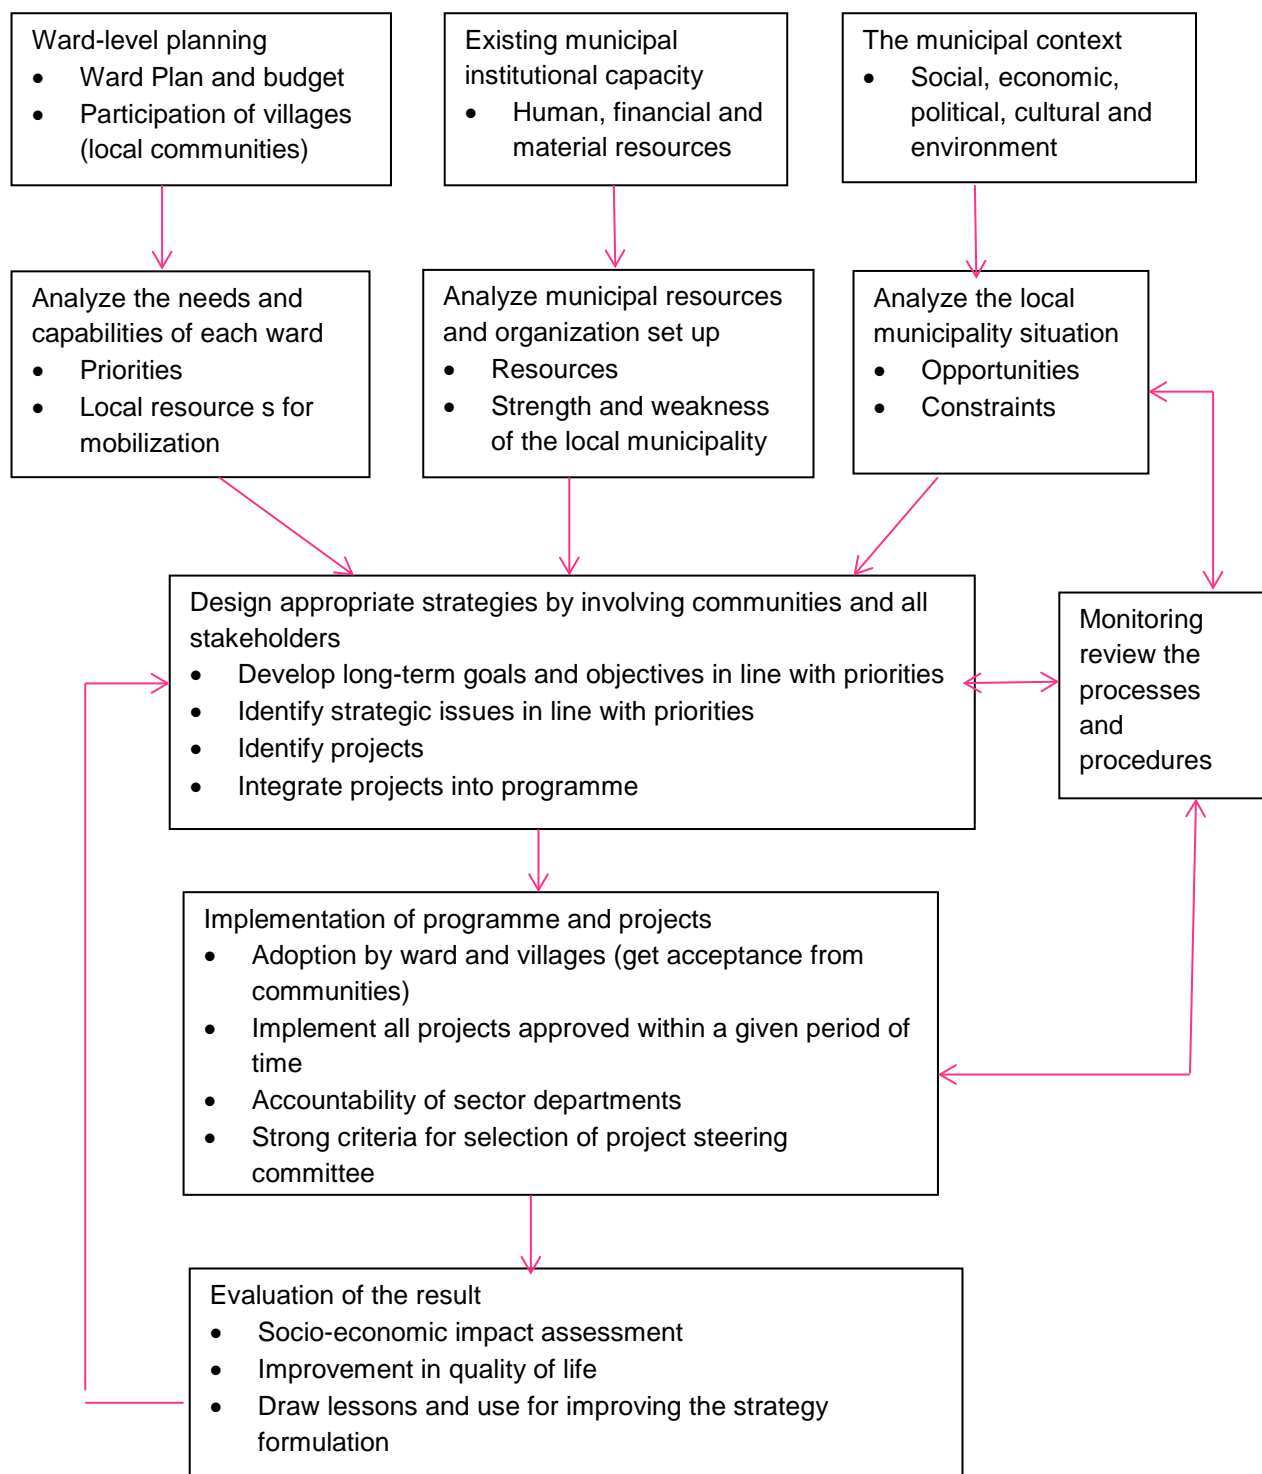 Ward-level planning
• Ward Plan and budget
• Participation of villages
(local communities)
Existing municipal
institutional capacity
• Human, financial and
material resources
The municipal context
• Social, economic,
political, cultural and
environment
Analyze the needs and
capabilities of each ward
• Priorities
• Local resource s for
mobilization
Analyze municipal resources
and organization set up
• Resources
• Strength and weakness
of the local municipality
Analyze the local
municipality situation
• Opportunities
• Constraints
Design appropriate strategies by involving communities and all
stakeholders
• Develop long-term goals and objectives in line with priorities
• Identify strategic issues in line with priorities
• Identify projects
• Integrate projects into programme
Monitoring
review the
processes
and
procedures
Implementation of programme and projects
• Adoption by ward and villages (get acceptance from
communities)
• Implement all projects approved within a given period of
time
• Accountability of sector departments
• Strong criteria for selection of project steering
committee
Evaluation of the result
• Socio-economic impact assessment
• Improvement in quality of life
• Draw lessons and use for improving the strategy
formulation